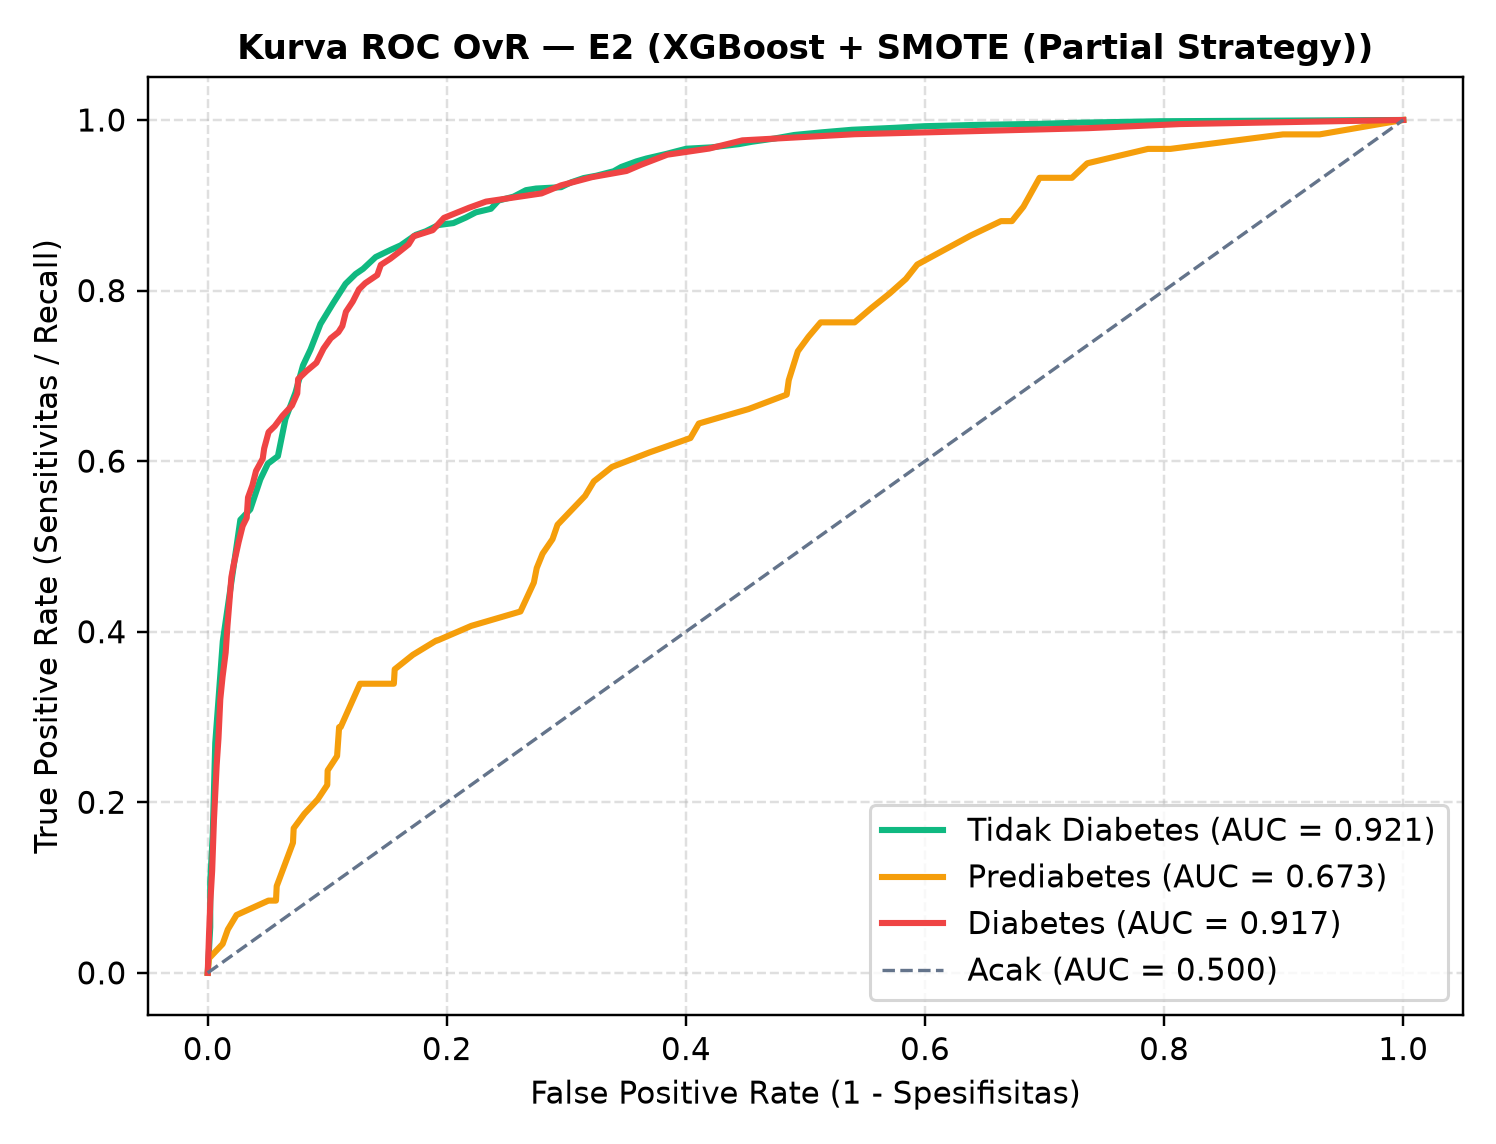 Kurva ROC OvR — E2 (XGBoost + SMOTE (Partial Strategy))
True Positive Rate (Sensitivitas / Recall)
1.0
0.8
0.6
0.4
0.2
0.0
Tidak Diabetes (AUC = 0.921)
Prediabetes (AUC = 0.673)
Diabetes (AUC = 0.917)
Acak (AUC = 0.500)
0.0 0.2 0.4 0.6 0.8 1.0
False Positive Rate (1 - Spesifisitas)